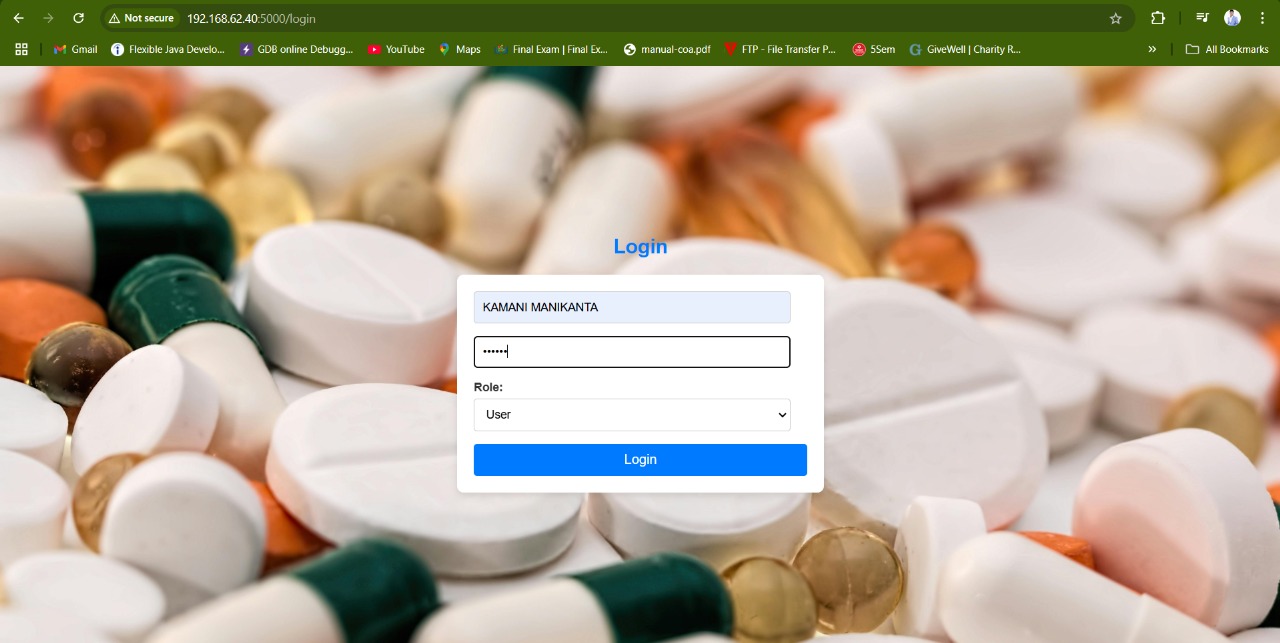 Not secure 192.168.62.40:5000/login
Gmail Flexible Java Develo... GDB online Debugg... YouTube Maps Final Exam | Final Ex... manual-coa.pdf FTP - File Transfer P... 5Sem GiveWell | Charity R... » All Bookmarks
Login
KAMANI MANIKANTA
••••••
Role:
User
Login